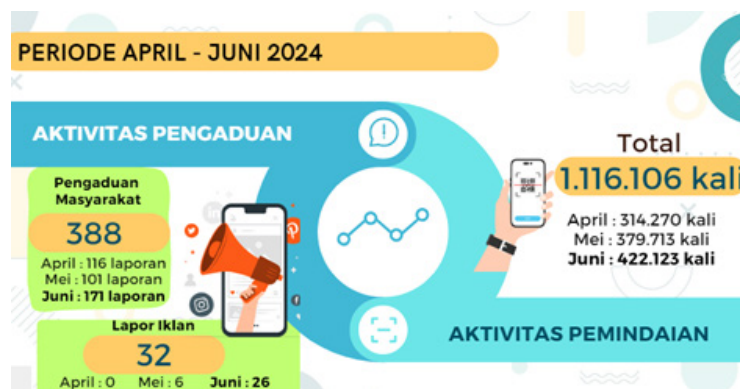 PERIODE APRIL - JUNI 2024
AKTIVITAS PENGADUAN
Pengaduan
Masyarakat
388
April : 116 laporan
Mei : 101 laporan
Juni : 171 laporan
Lapor Iklan
32
April : 0 Mei : 6 Juni : 26
Total
1.116.106 kali
April : 314.270 kali
Mei : 379.713 kali
Juni : 422.123 kali
AKTIVITAS PEMINDAIAN